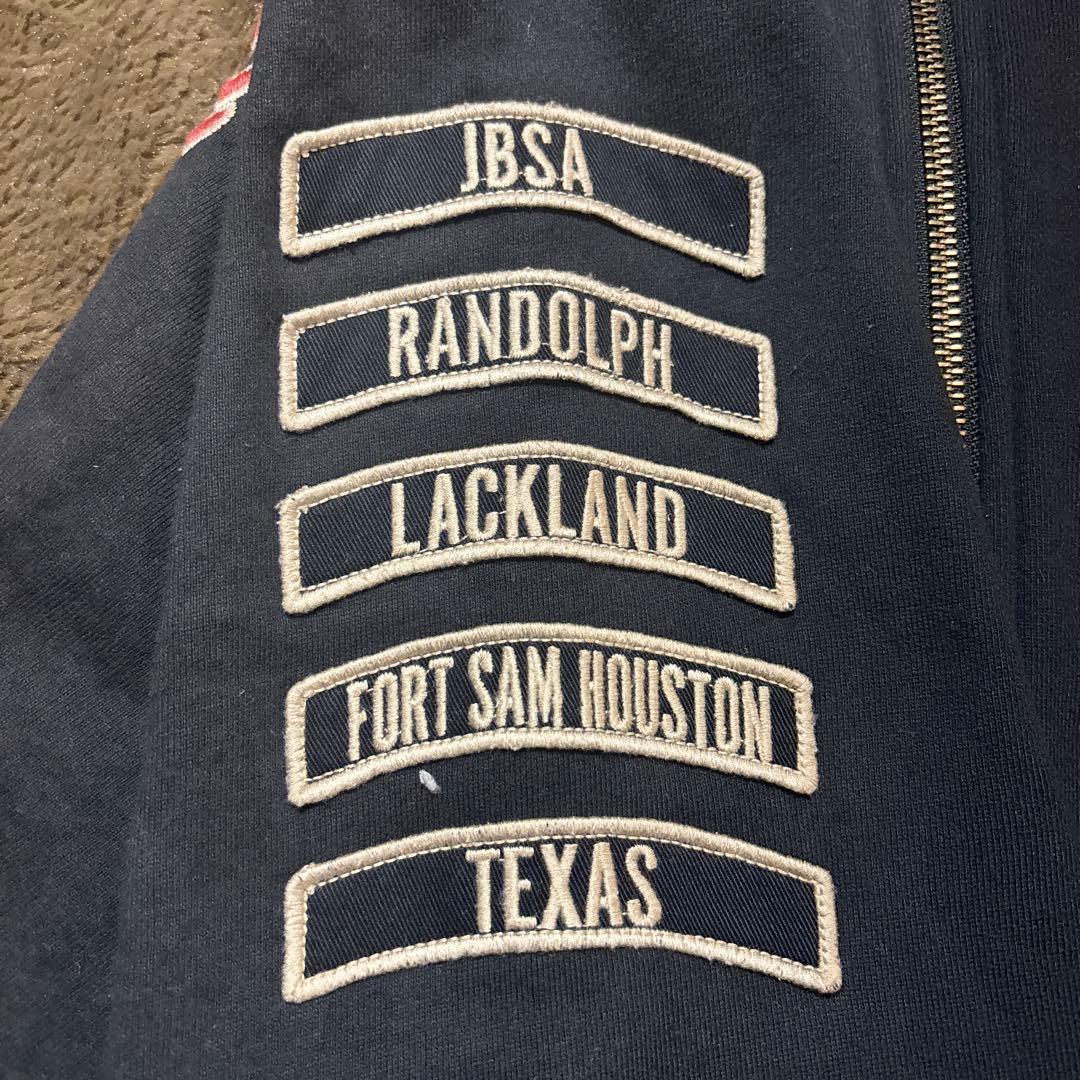 JBSA
RANDOLPH
LACKLAND
FORT SAM HOUSTON
TEXAS